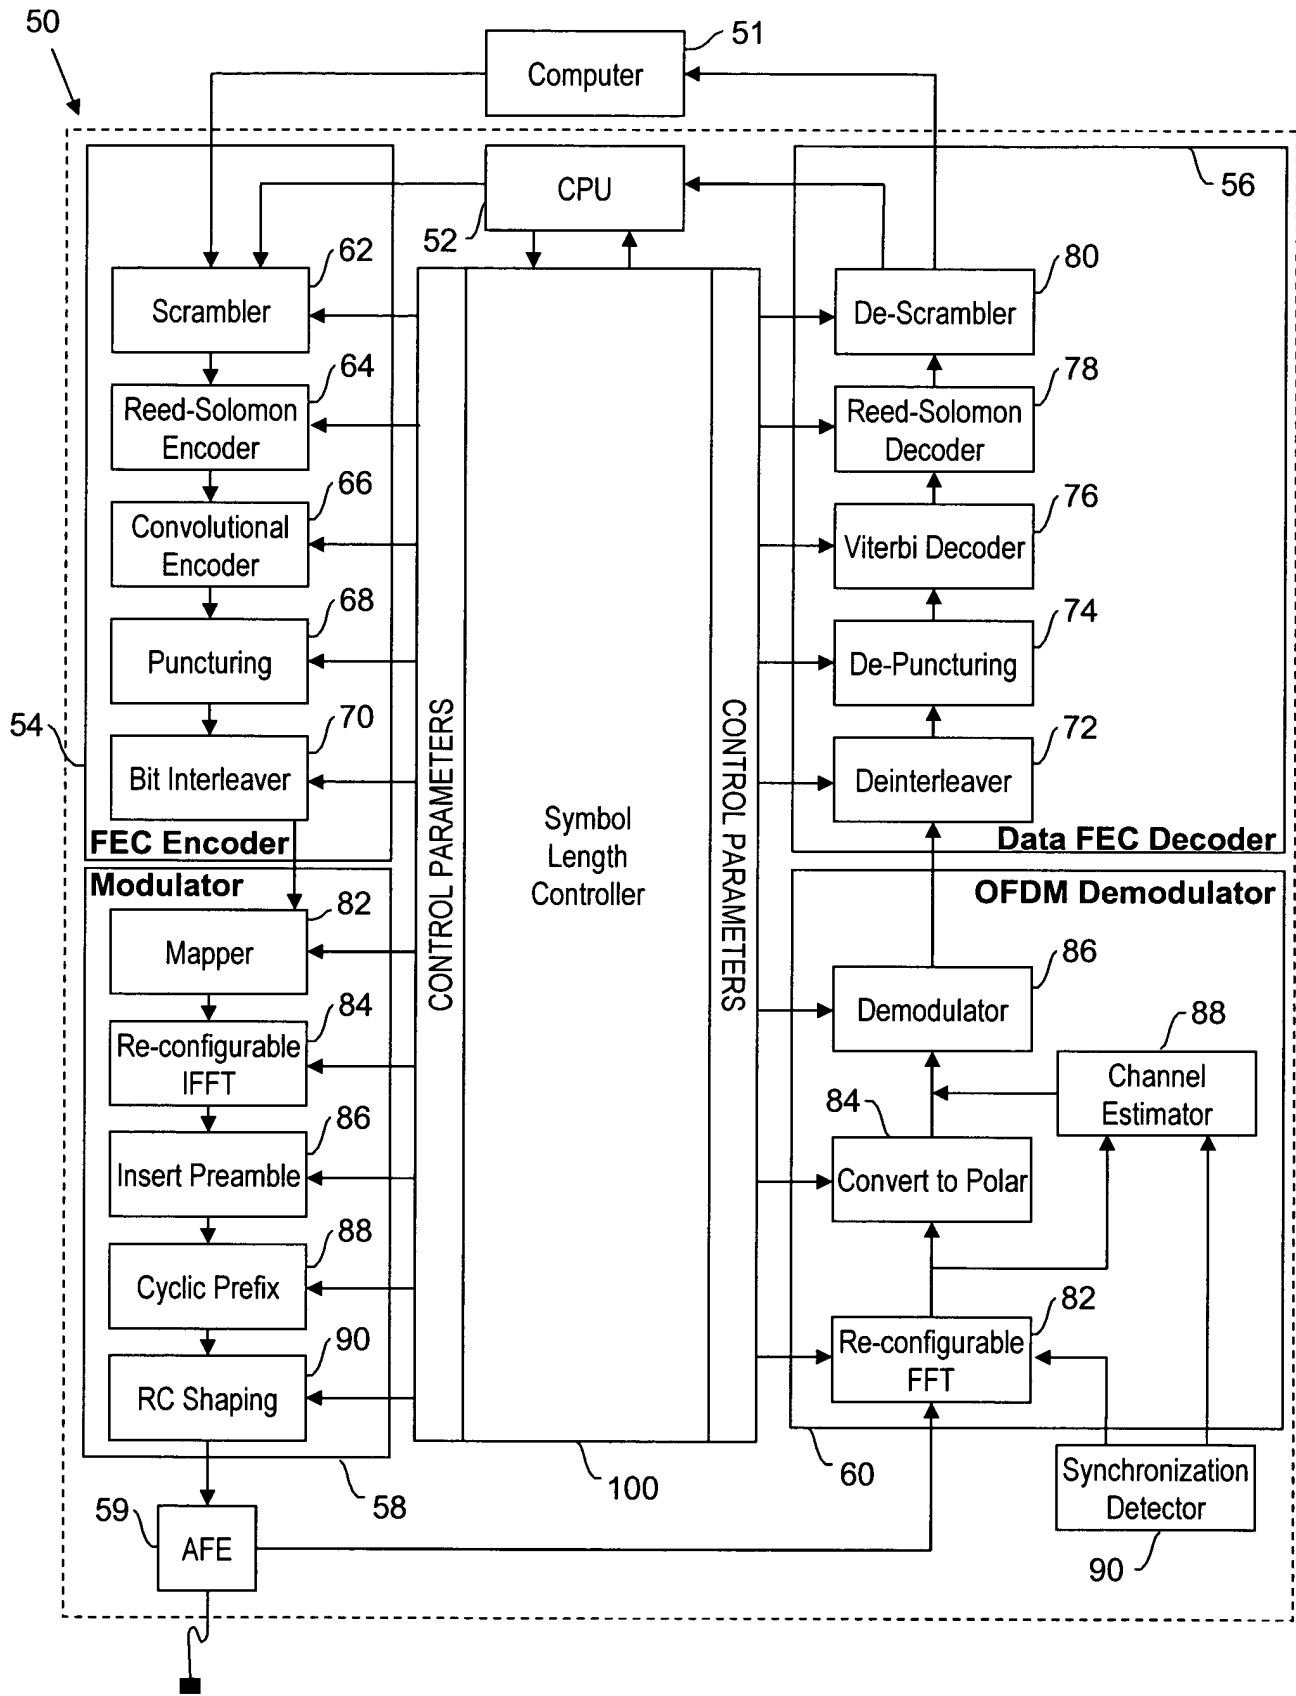 50
51
Computer
56
CPU
52
62
Scrambler
64
Reed-Solomon
Encoder
66
Convolutional
Encoder
68
Puncturing
54
70
Bit Interleaver
FEC Encoder
Modulator
82
Mapper
84
Re-configurable
IFFT
86
Insert Preamble
88
Cyclic Prefix
90
RC Shaping
58
59
AFE
CONTROL PARAMETERS
Symbol
Length
Controller
CONTROL PARAMETERS
100
80
De-Scrambler
78
Reed-Solomon
Decoder
76
Viterbi Decoder
74
De-Puncturing
72
Deinterleaver
Data FEC Decoder
OFDM Demodulator
86
Demodulator
88
Channel
Estimator
84
Convert to Polar
82
Re-configurable
FFT
60
Synchronization
Detector
90